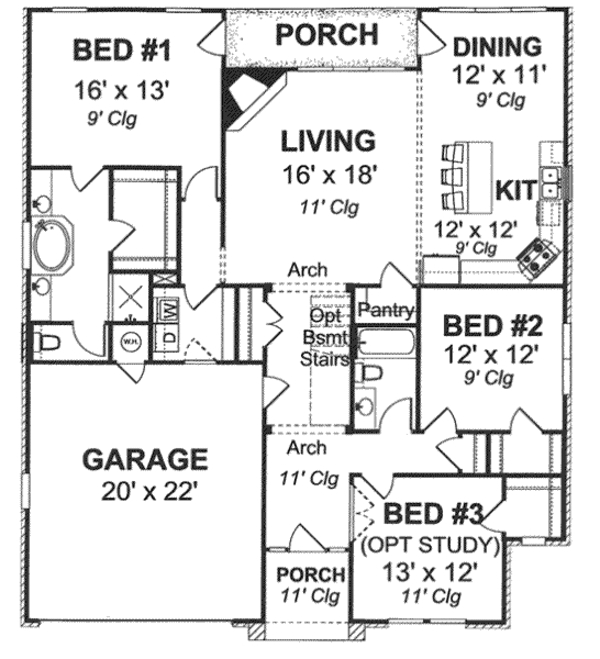 BED #1
16' x 13'
9' Clg
PORCH
DINING
12' x 11'
9' Clg
LIVING
16' x 18'
11' Clg
KIT
12' x 12'
9' Clg
Arch
Pantry
Opt
Bsmt
Stairs
W
D
W.H.
BED #2
12' x 12'
9' Clg
GARAGE
20' x 22'
Arch
11' Clg
BED #3
(OPT STUDY)
13' x 12'
11' Clg
PORCH
11' Clg